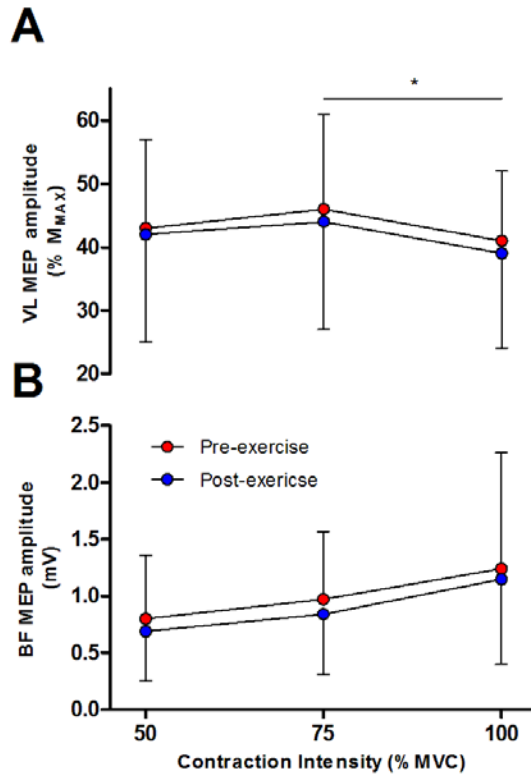 A
*
60
50
40
30
20
VL MEP amplitude
(% MMAX)
B
2.5
2.0
1.5
1.0
0.5
0.0
BF MEP amplitude
(mV)
Pre-exercise
Post-exericse
50 75 100
Contraction Intensity (% MVC)